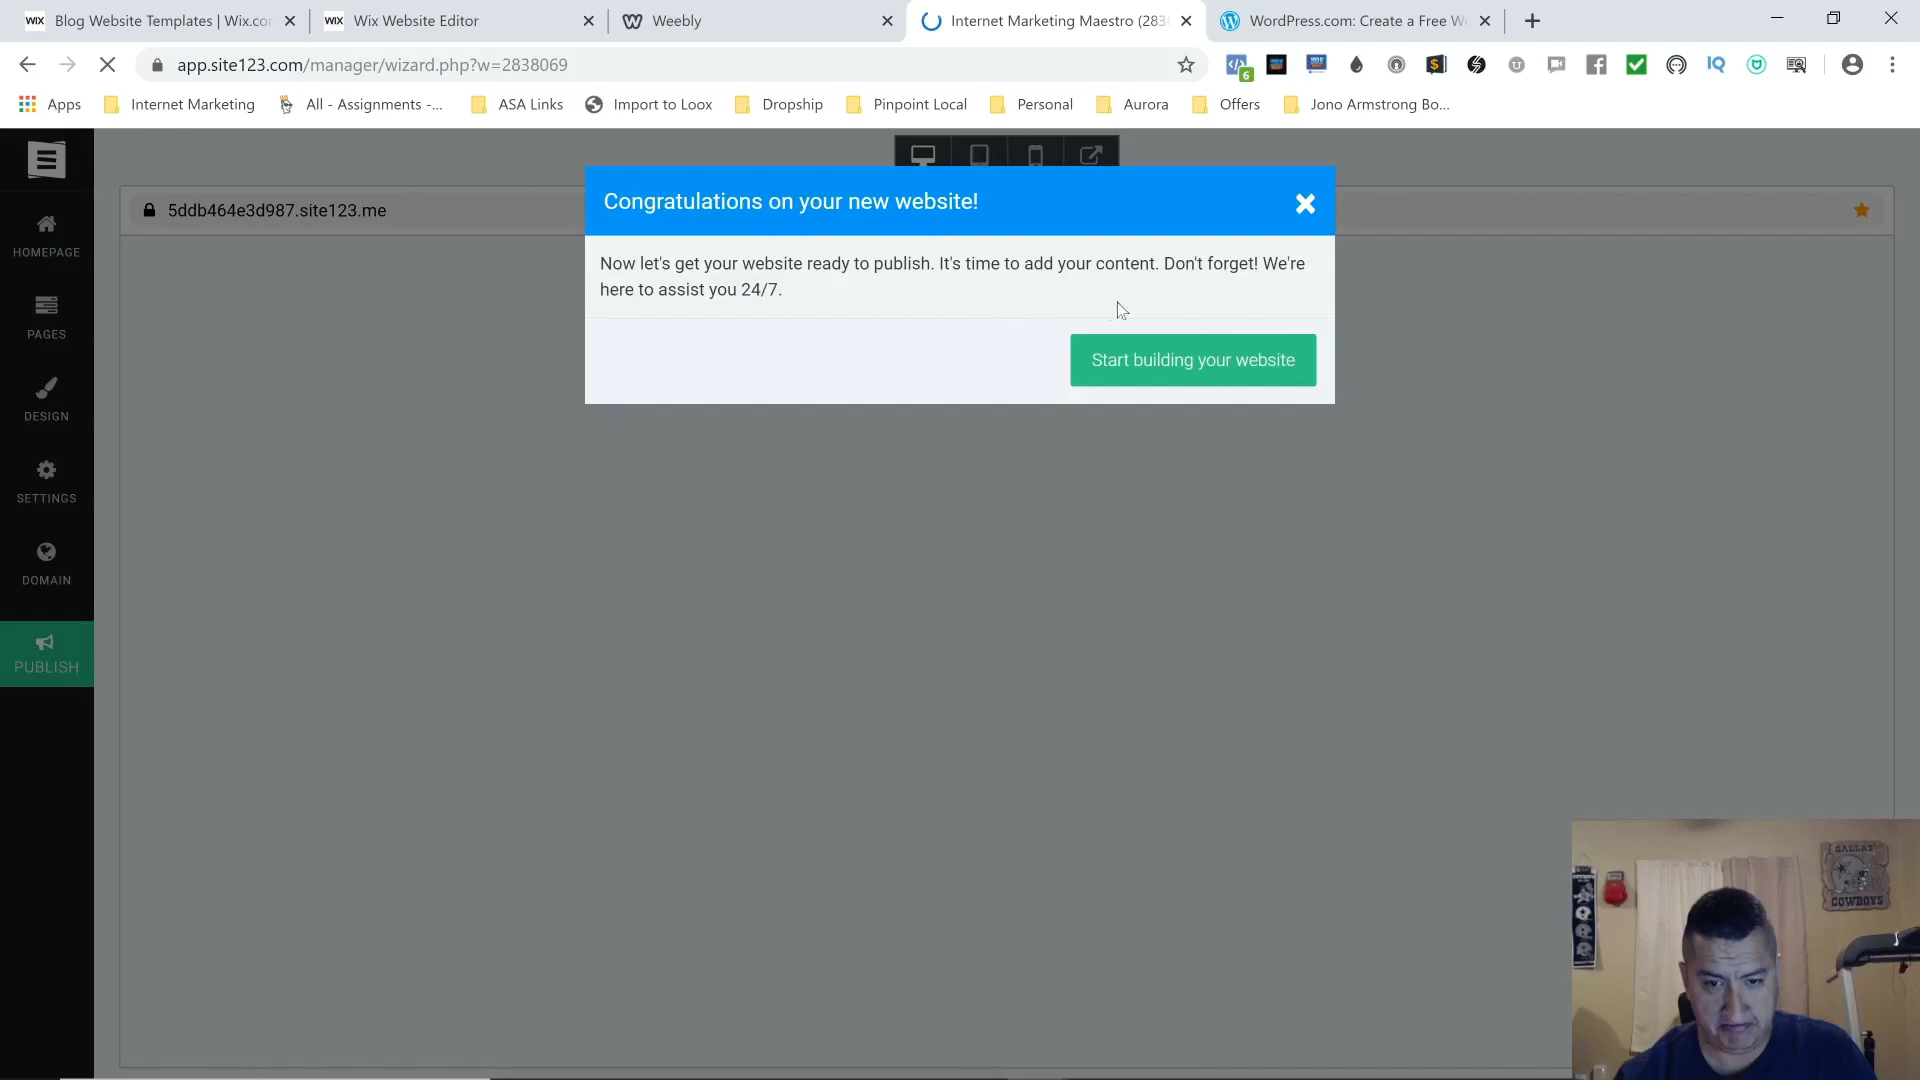 WIX Blog Website Templates | Wix.co
WIX Wix Website Editor
Weebly
Internet Marketing Maestro (283
WordPress.com: Create a Free W
app.site123.com/manager/wizard.php?w=2838069
6
IQ
Apps
Internet Marketing
All - Assignments -...
ASA Links
Import to Loox
Dropship
Pinpoint Local
Personal
Aurora
Offers
Jono Armstrong Bo...
5ddb464e3d987.site123.me
Congratulations on your new website!
Now let's get your website ready to publish. It's time to add your content. Don't forget! We're
here to assist you 24/7.
Start building your website
HOMEPAGE
PAGES
DESIGN
SETTINGS
DOMAIN
PUBLISH
DALLAS
COWBOYS